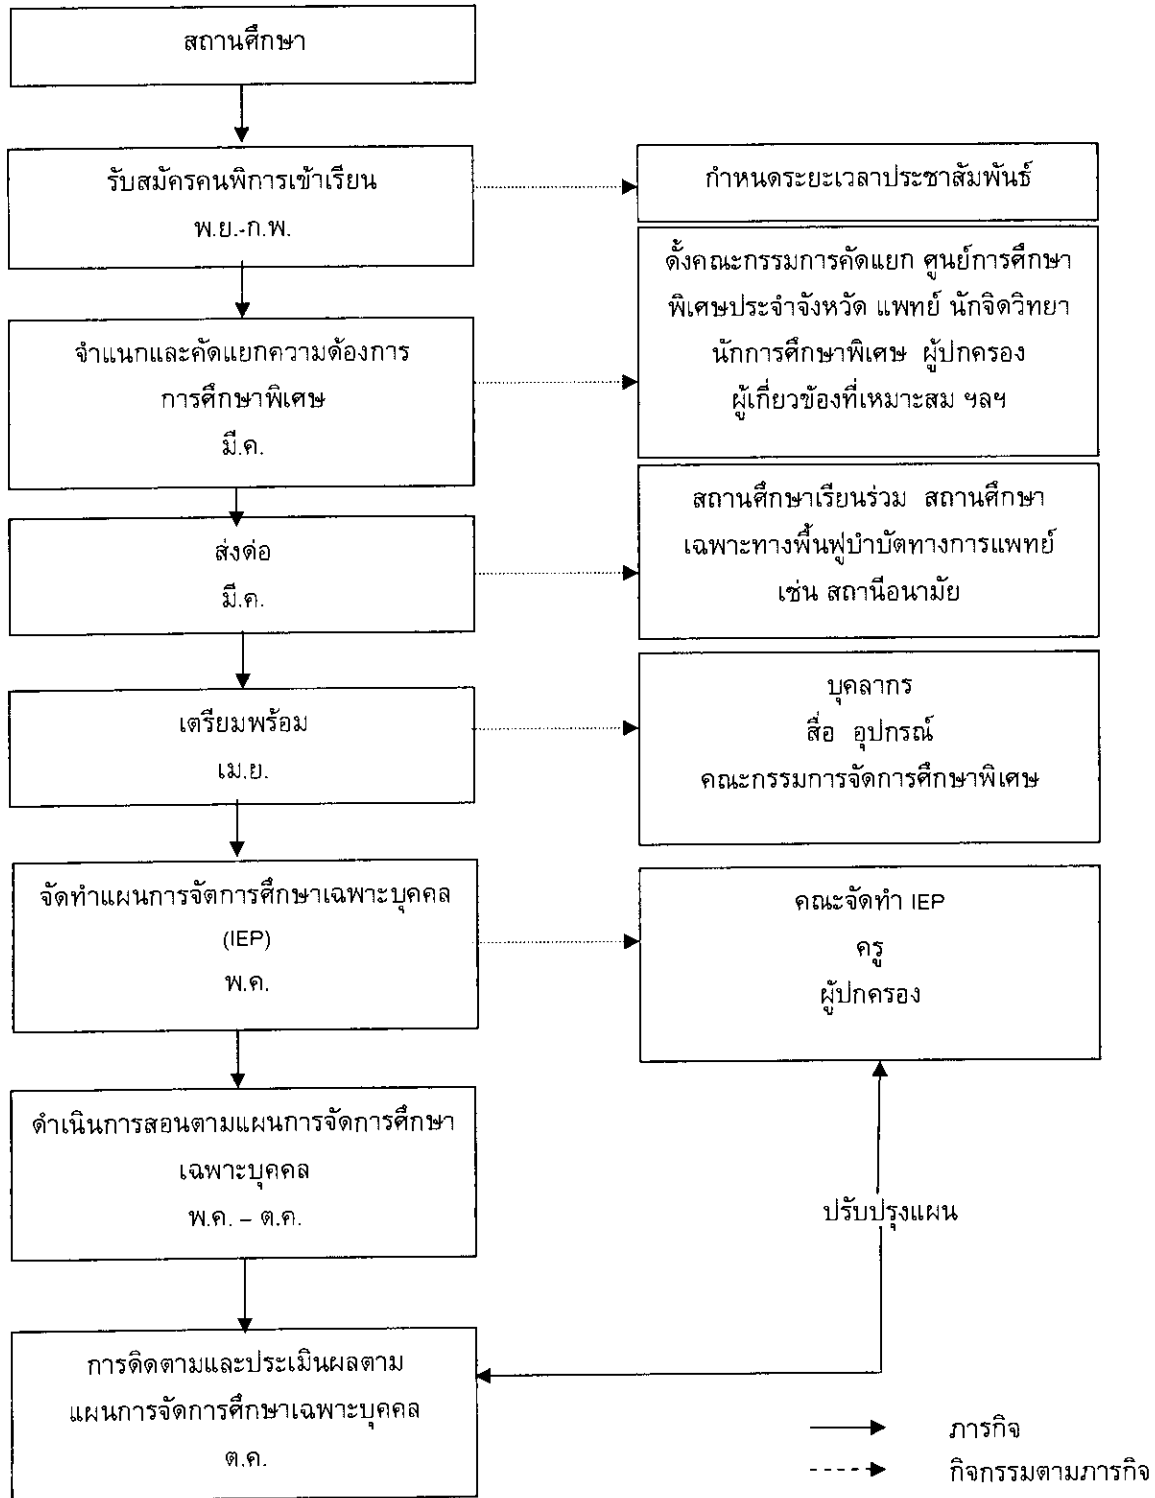 สถานศึกษา
รับสมัครคนพิการเข้าเรียน
พ.ย.-ก.พ.
กำหนดระยะเวลาประชาสัมพันธ์
จำแนกและคัดแยกความต้องการ
การศึกษาพิเศษ
มี.ค.
ตั้งคณะกรรมการคัดแยก ศูนย์การศึกษา
พิเศษประจำจังหวัด แพทย์ นักจิตวิทยา
นักการศึกษาพิเศษ ผู้ปกครอง
ผู้เกี่ยวข้องที่เหมาะสม ฯลฯ
ส่งต่อ
มี.ค.
สถานศึกษาเรียนร่วม สถานศึกษา
เฉพาะทางฟื้นฟูบำบัดทางการแพทย์
เช่น สถานีอนามัย
เตรียมพร้อม
เม.ย.
บุคลากร
สื่อ อุปกรณ์
คณะกรรมการจัดการศึกษาพิเศษ
จัดทำแผนการจัดการศึกษาเฉพาะบุคคล
(IEP)
พ.ค.
คณะจัดทำ IEP
ครู
ผู้ปกครอง
ดำเนินการสอนตามแผนการจัดการศึกษา
เฉพาะบุคคล
พ.ค. – ต.ค.
ปรับปรุงแผน
การติดตามและประเมินผลตาม
แผนการจัดการศึกษาเฉพาะบุคคล
ต.ค.
ภารกิจ
กิจกรรมตามภารกิจ